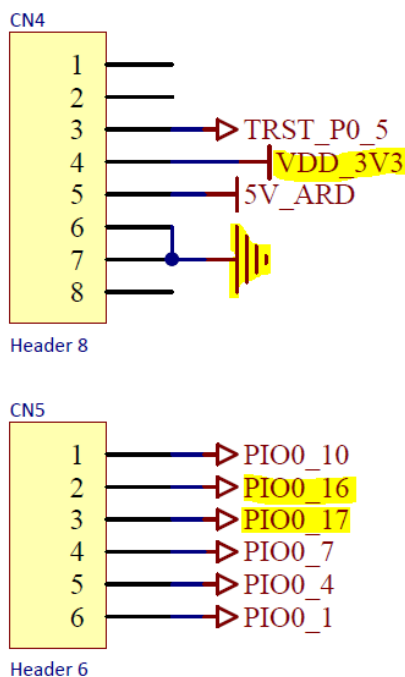 CN4
1
2
3 TRST_P0_5
4 VDD_3V3
5 5V_ARD
6
7
8
Header 8
CN5
1 PIO0_10
2 PIO0_16
3 PIO0_17
4 PIO0_7
5 PIO0_4
6 PIO0_1
Header 6